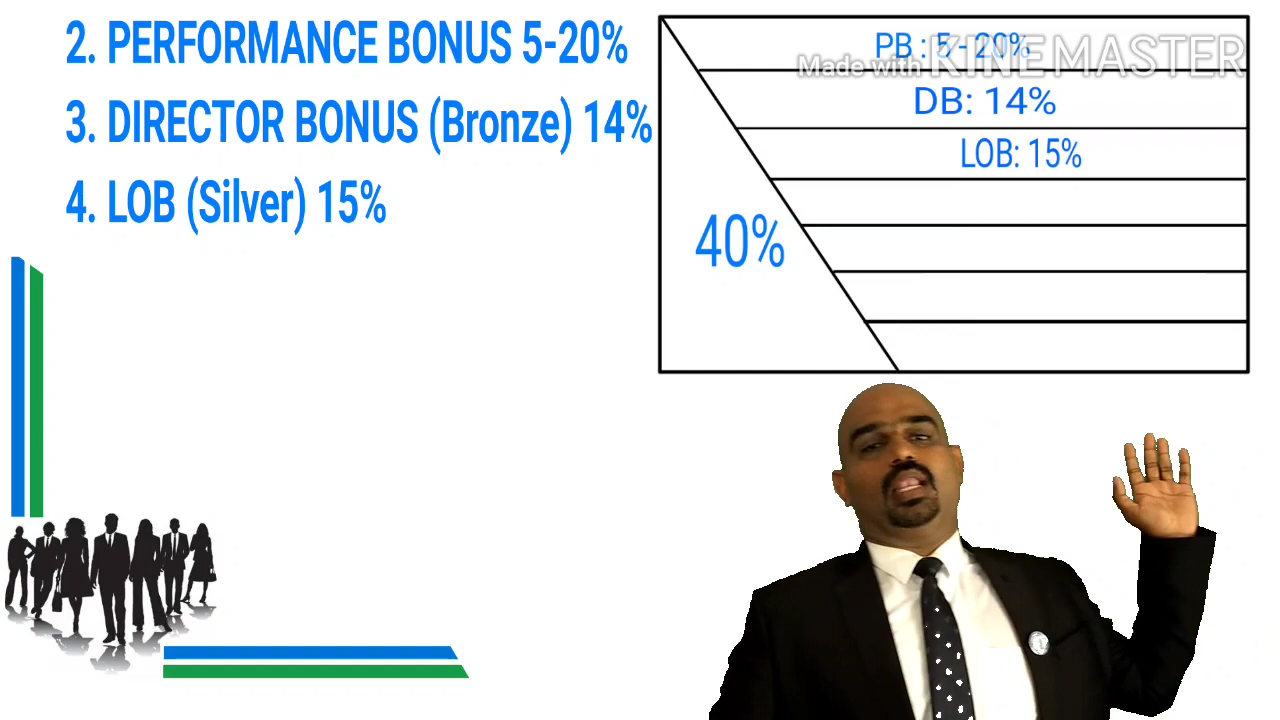 2. PERFORMANCE BONUS 5-20%
3. DIRECTOR BONUS (Bronze) 14%
4. LOB (Silver) 15%
PB : 5 - 20%
Made with KINEMASTER
DB: 14%
LOB: 15%
40%